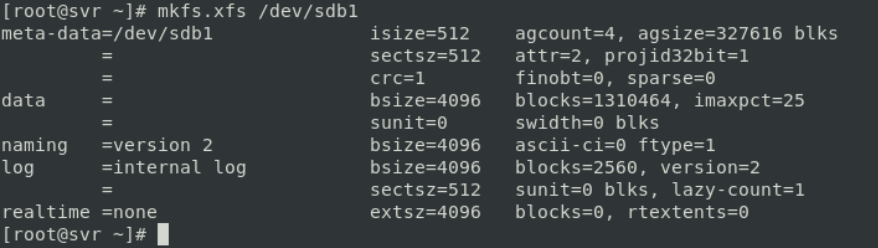 [root@svr ~]# mkfs.xfs /dev/sdb1
meta-data=/dev/sdb1              isize=512    agcount=4, agsize=327616 blks
         =                       sectsz=512   attr=2, projid32bit=1
         =                       crc=1        finobt=0, sparse=0
data     =                       bsize=4096   blocks=1310464, imaxpct=25
         =                       sunit=0      swidth=0 blks
naming   =version 2              bsize=4096   ascii-ci=0 ftype=1
log      =internal log           bsize=4096   blocks=2560, version=2
         =                       sectsz=512   sunit=0 blks, lazy-count=1
realtime =none                   extsz=4096   blocks=0, rtextents=0
[root@svr ~]#